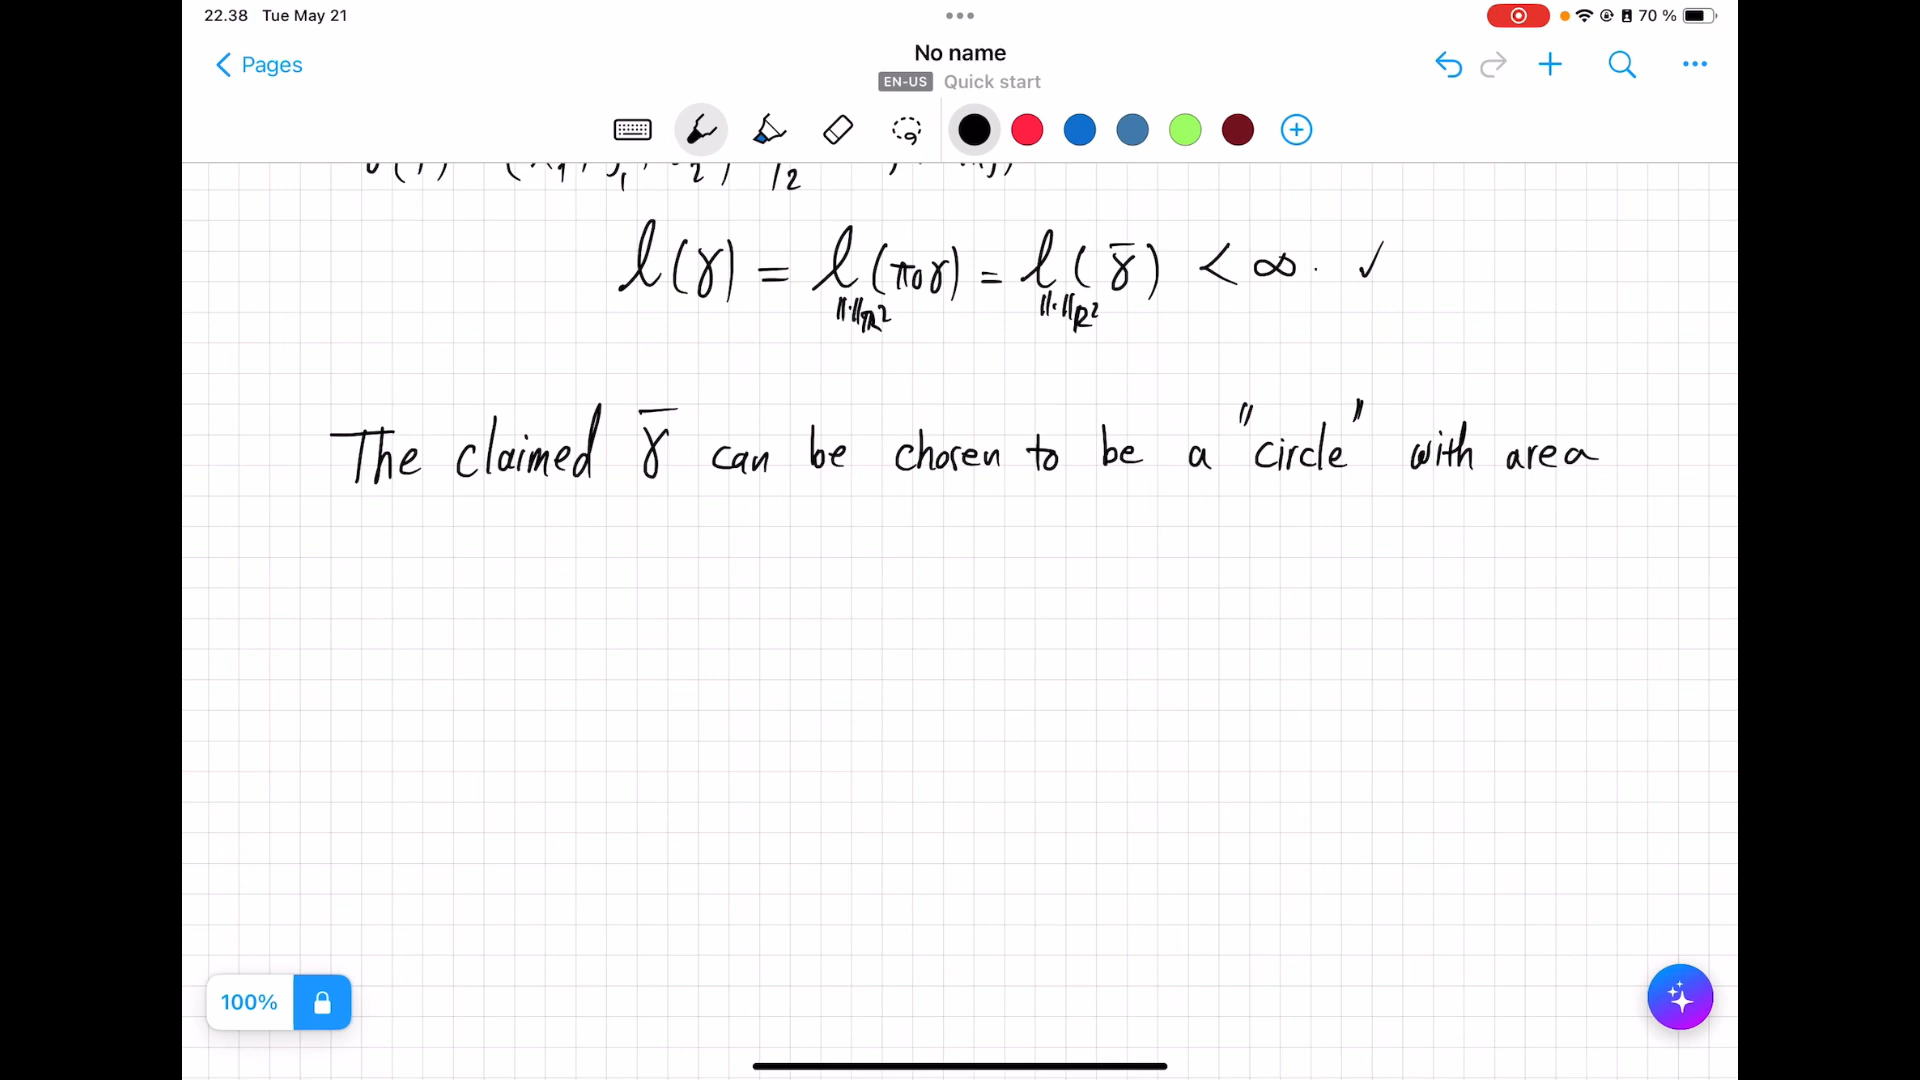 22.38 Tue May 21
70 %
No name
Pages
EN-US Quick start
ℓ(γ) = ℓ_{‖·‖_{ℝ²}}(π∘γ) = ℓ_{‖·‖_{ℝ²}}(γ̄) < ∞. ✓
The claimed γ̄ can be chosen to be a "circle" with area
100%